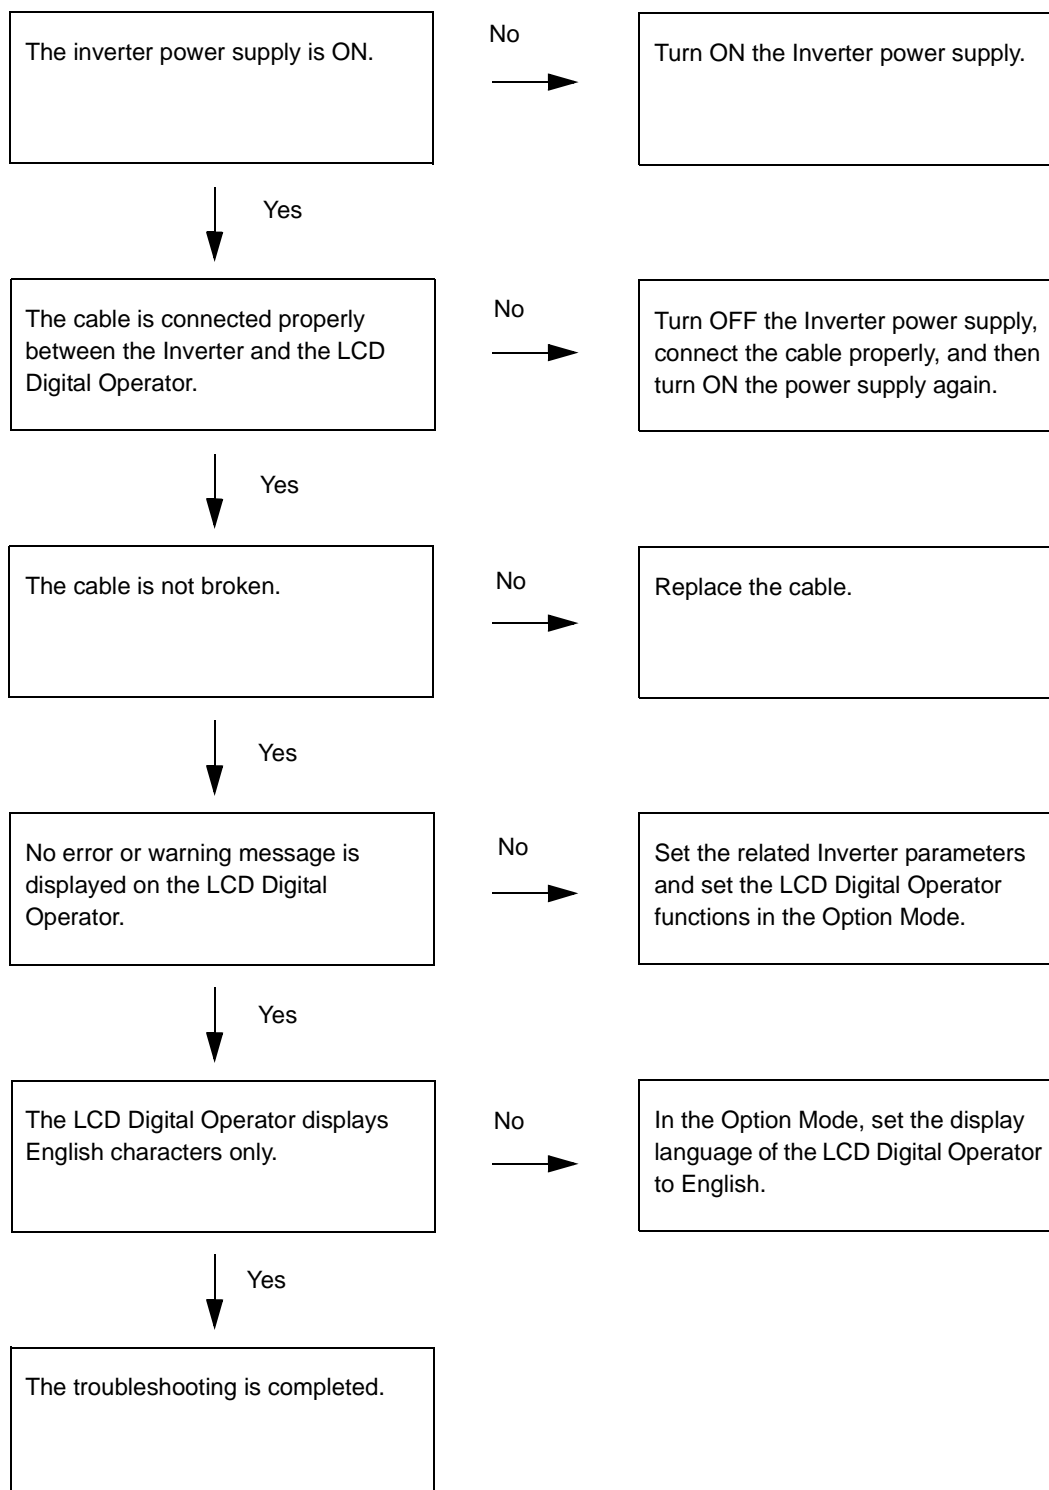 The inverter power supply is ON.
No
Turn ON the Inverter power supply.
Yes
The cable is connected properly
between the Inverter and the LCD
Digital Operator.
No
Turn OFF the Inverter power supply,
connect the cable properly, and then
turn ON the power supply again.
Yes
The cable is not broken.
No
Replace the cable.
Yes
No error or warning message is
displayed on the LCD Digital
Operator.
No
Set the related Inverter parameters
and set the LCD Digital Operator
functions in the Option Mode.
Yes
The LCD Digital Operator displays
English characters only.
No
In the Option Mode, set the display
language of the LCD Digital Operator
to English.
Yes
The troubleshooting is completed.